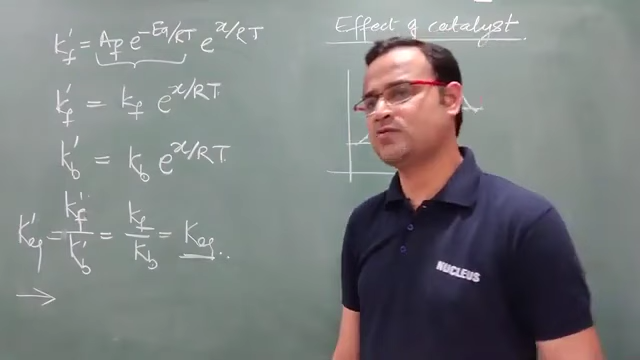 k'f = Af e^-Ea/RT e^x/RT
k'f = kf e^x/RT
k'b = kb e^x/RT
K'eq = k'f/k'b = kf/kb = Keq..
→
Effect of catalyst.
NUCLEUS